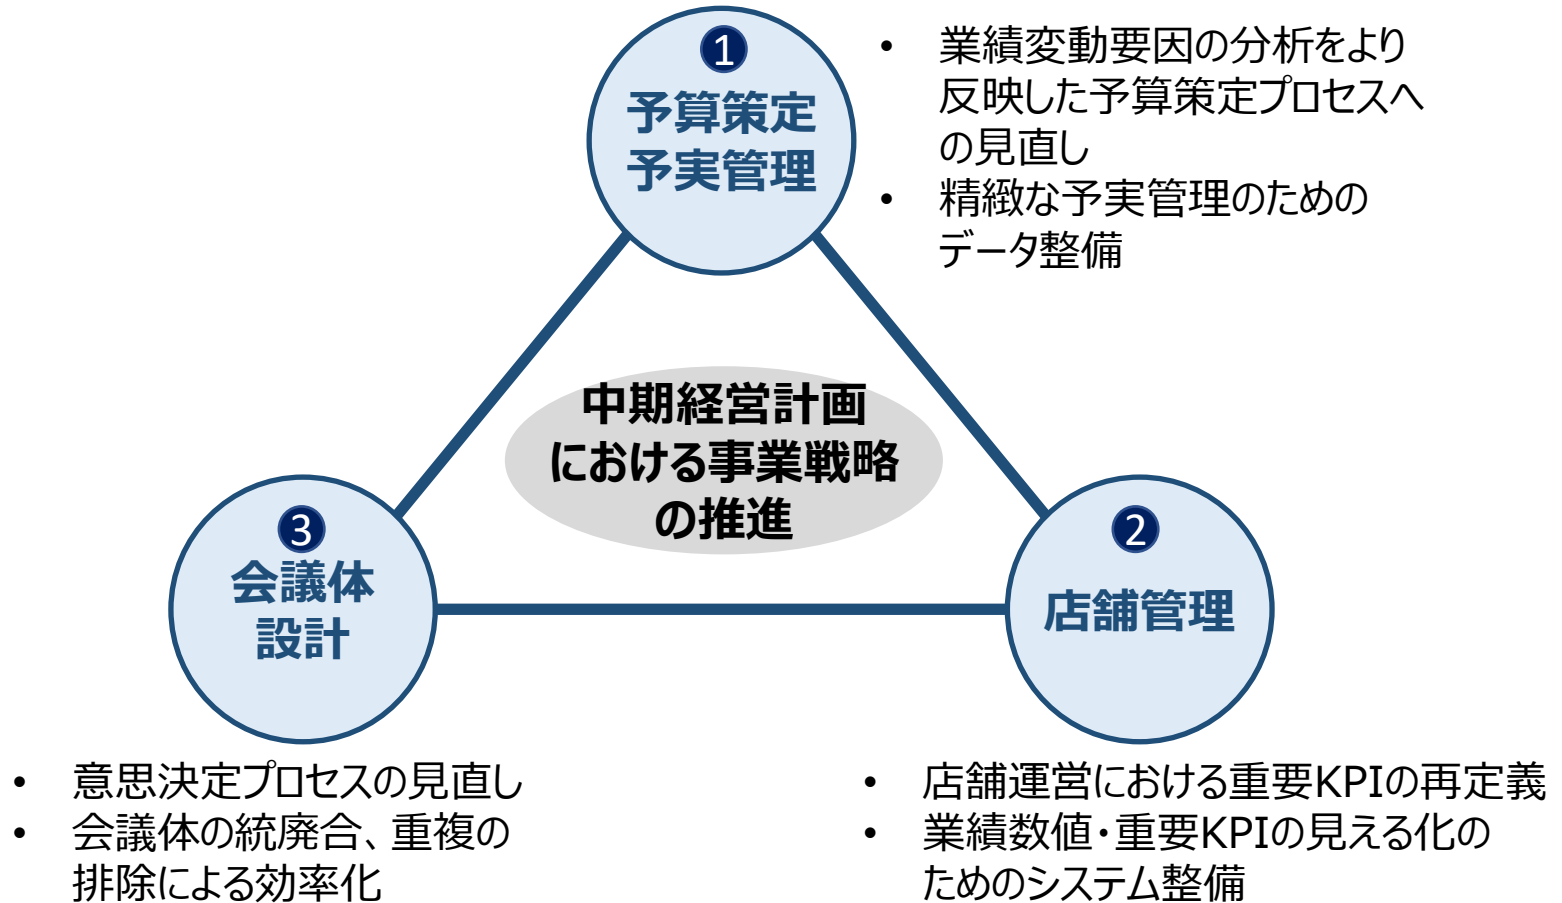 ❶
予算策定
予実管理
• 業績変動要因の分析をより
反映した予算策定プロセスへ
の見直し
• 精緻な予実管理のための
データ整備
中期経営計画
における事業戦略
の推進
❸
会議体
設計
❷
店舗管理
• 意思決定プロセスの見直し
• 会議体の統廃合、重複の
排除による効率化
• 店舗運営における重要KPIの再定義
• 業績数値・重要KPIの見える化の
ためのシステム整備